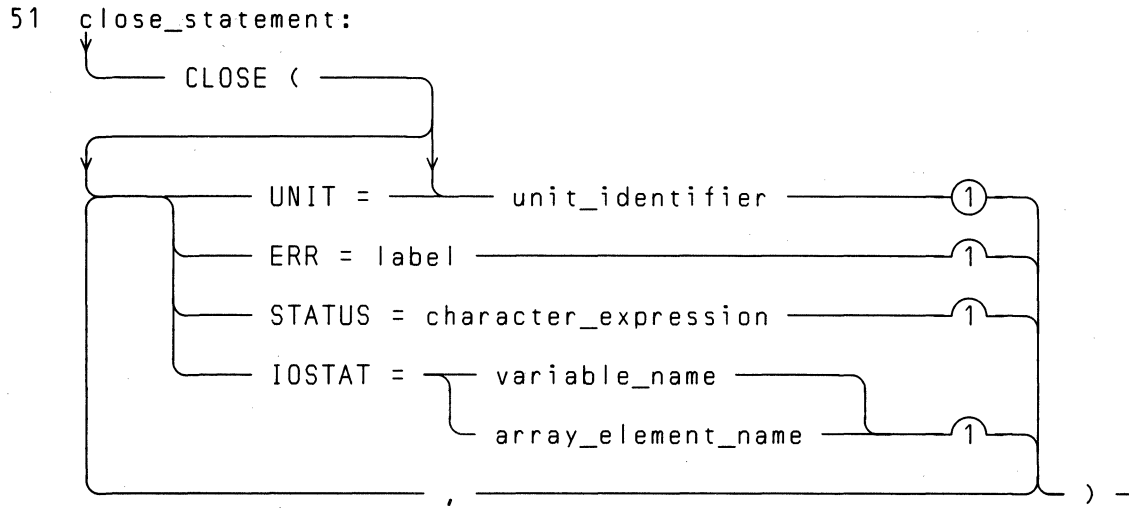 51 close_statement:
CLOSE (
UNIT = unit_identifier 1
ERR = label 1
STATUS = character_expression 1
IOSTAT = variable_name
array_element_name 1
, )